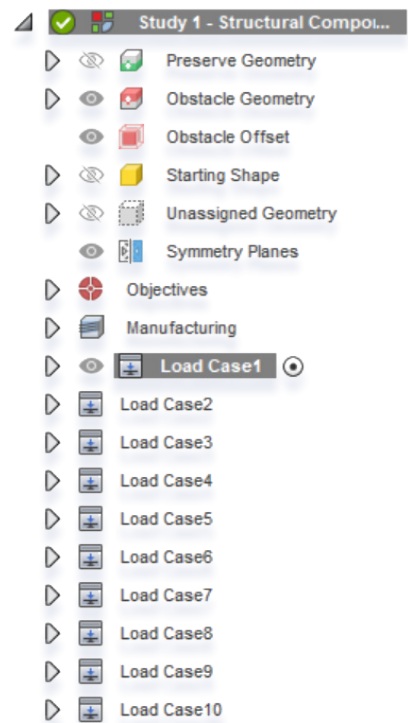 Study 1 - Structural Compo...
Preserve Geometry
Obstacle Geometry
Obstacle Offset
Starting Shape
Unassigned Geometry
Symmetry Planes
Objectives
Manufacturing
Load Case1
Load Case2
Load Case3
Load Case4
Load Case5
Load Case6
Load Case7
Load Case8
Load Case9
Load Case10